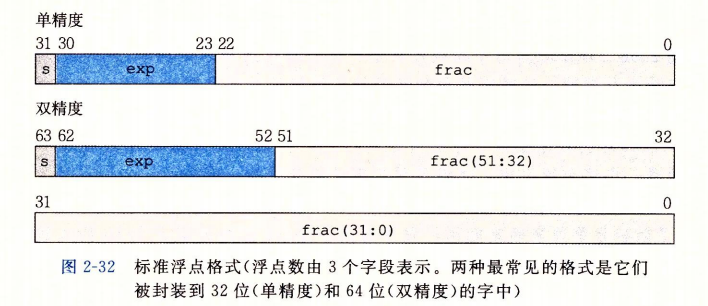 单精度
31 30 23 22 0
s exp frac
双精度
63 62 52 51 32
s exp frac(51:32)
31 0
frac(31:0)
图 2-32 标准浮点格式(浮点数由 3 个字段表示。两种最常见的格式是它们
被封装到 32 位(单精度)和 64 位(双精度)的字中)